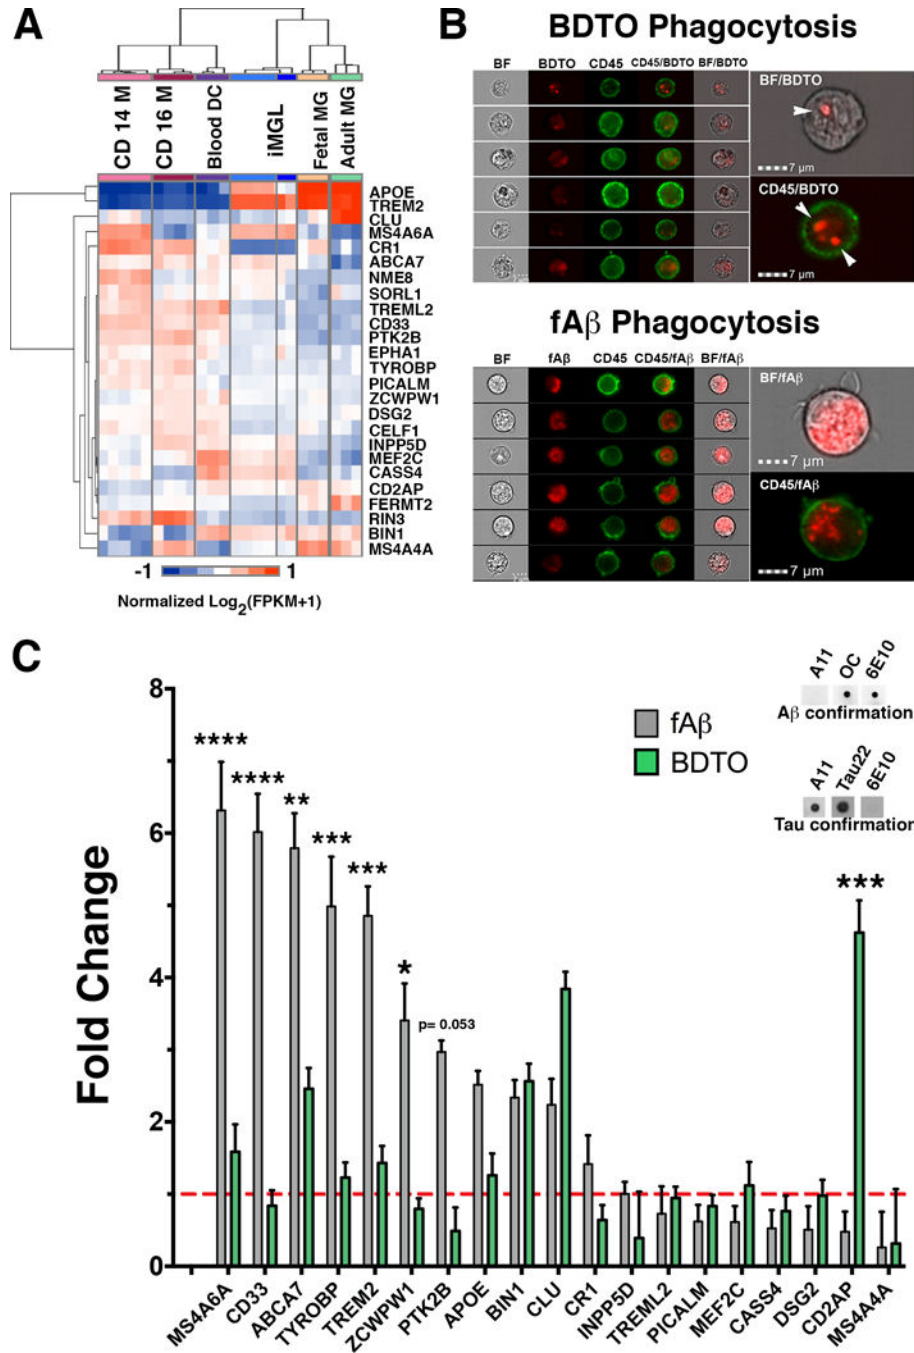 A
CD 14 M
CD 16 M
Blood DC
iMGL
Fetal MG
Adult MG
APOE
TREM2
CLU
MS4A6A
CR1
ABCA7
NME8
SORL1
TREML2
CD33
PTK2B
EPHA1
TYROBP
PICALM
ZCWPW1
DSG2
CELF1
INPP5D
MEF2C
CASS4
CD2AP
FERMT2
RIN3
BIN1
MS4A4A
-1 1
Normalized Log2(FPKM+1)
B
BDTO Phagocytosis
BF BDTO CD45 CD45/BDTO BF/BDTO
BF/BDTO
7 µm
CD45/BDTO
7 µm
fAβ Phagocytosis
BF fAβ CD45 CD45/fAβ BF/fAβ
BF/fAβ
7 µm
CD45/fAβ
7 µm
C
A11 OC 6E10
Aβ confirmation
A11 Tau22 6E10
Tau confirmation
fAβ
BDTO
Fold Change
8
6
4
2
0
****
****
**
***
***
*
p= 0.053
***
MS4A6A
CD33
ABCA7
TYROBP
TREM2
ZCWPW1
PTK2B
APOE
BIN1
CLU
CR1
INPP5D
TREML2
PICALM
MEF2C
CASS4
DSG2
CD2AP
MS4A4A